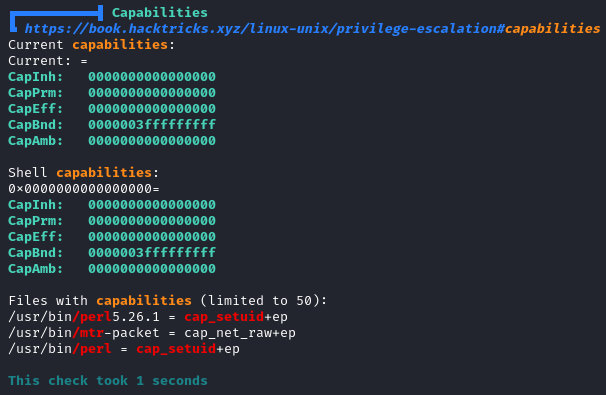 Capabilities
https://book.hacktricks.xyz/linux-unix/privilege-escalation#capabilities
Current capabilities:
Current: =
CapInh:   0000000000000000
CapPrm:   0000000000000000
CapEff:   0000000000000000
CapBnd:   0000003fffffffff
CapAmb:   0000000000000000

Shell capabilities:
0x0000000000000000=
CapInh:   0000000000000000
CapPrm:   0000000000000000
CapEff:   0000000000000000
CapBnd:   0000003fffffffff
CapAmb:   0000000000000000

Files with capabilities (limited to 50):
/usr/bin/perl5.26.1 = cap_setuid+ep
/usr/bin/mtr-packet = cap_net_raw+ep
/usr/bin/perl = cap_setuid+ep

This check took 1 seconds